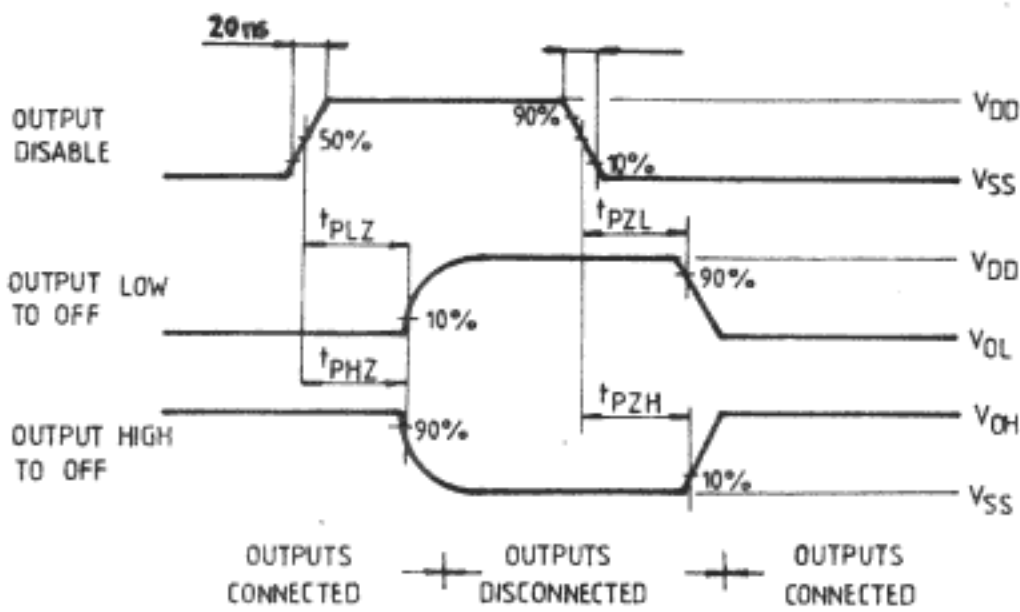 20ns
OUTPUT
DISABLE
50%
90%
10%
VDD
VSS
tPLZ
tPZL
OUTPUT LOW
TO OFF
10%
90%
VDD
VOL
tPHZ
tPZH
OUTPUT HIGH
TO OFF
90%
10%
VOH
VSS
OUTPUTS
CONNECTED
OUTPUTS
DISCONNECTED
OUTPUTS
CONNECTED